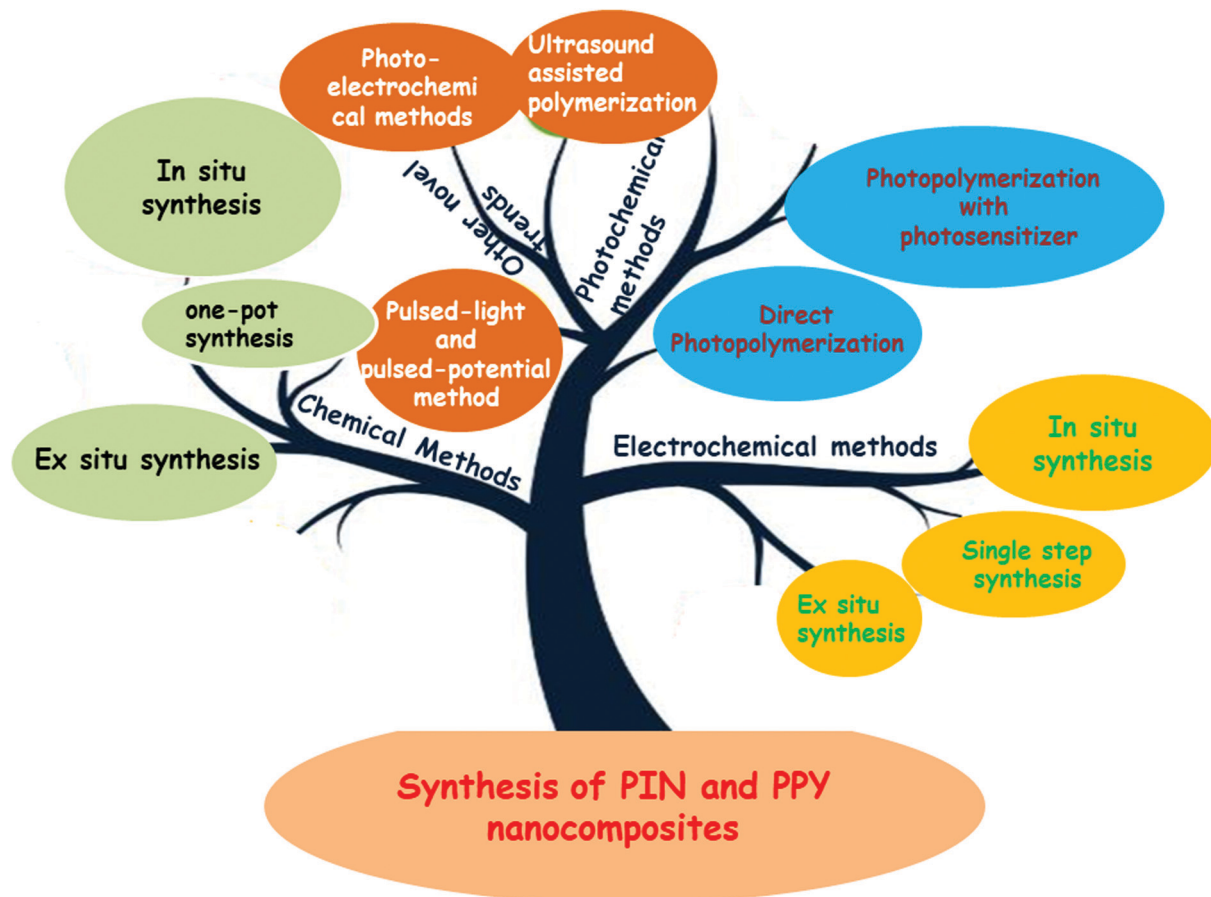 Photo-
electrochemi
cal methods
Ultrasound
assisted
polymerization
In situ
synthesis
Other novel
trends
Photochemical
methods
Photopolymerization
with
photosensitizer
one-pot
synthesis
Pulsed-light
and
pulsed-potential
method
Direct
Photopolymerization
Chemical Methods
Ex situ synthesis
Electrochemical methods
In situ
synthesis
Single step
synthesis
Ex situ
synthesis
Synthesis of PIN and PPY
nanocomposites